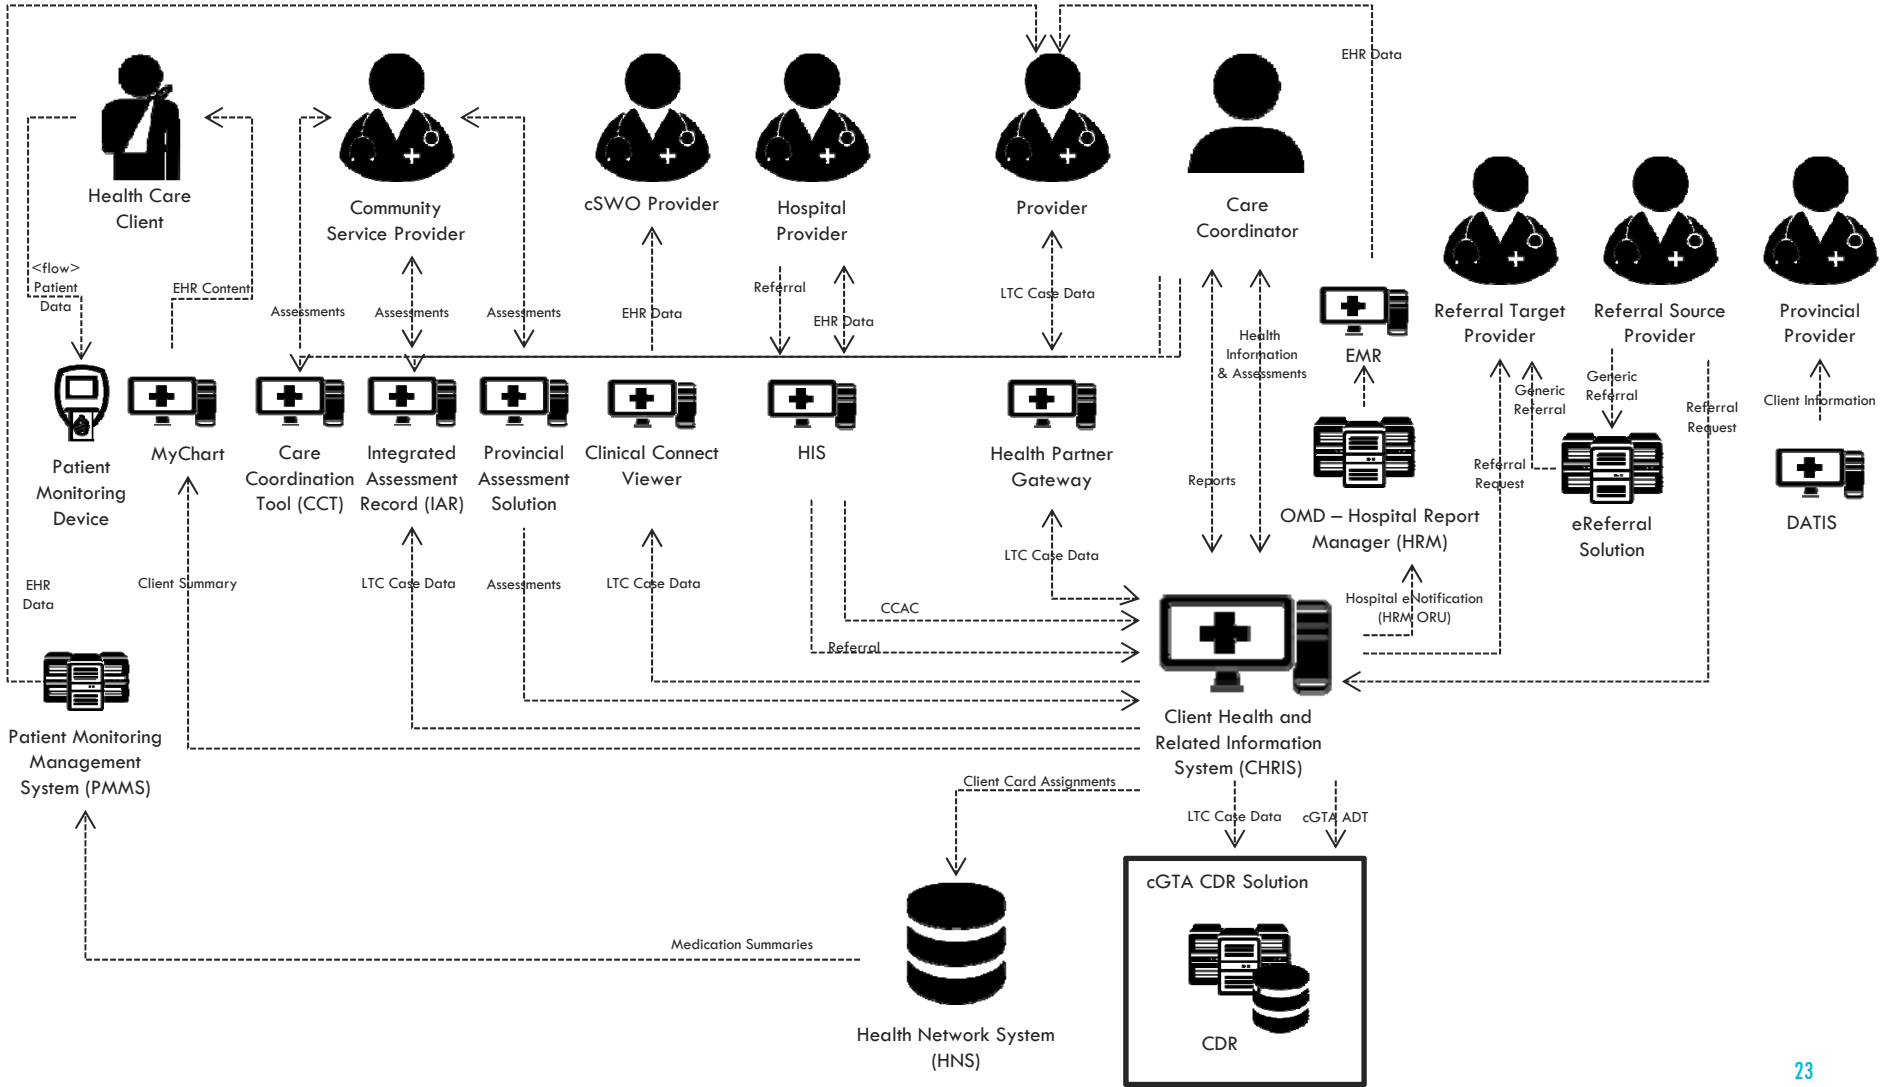 EHR Data
Health Care
Client
Community
Service Provider
cSWO Provider
Hospital
Provider
Provider
Care
Coordinator
<flow>
Patient
Data
EHR Content
Assessments
Assessments
Assessments
EHR Data
Referral
EHR Data
LTC Case Data
Health
Information
& Assessments
EMR
Referral Target
Provider
Referral Source
Provider
Provincial
Provider
Generic
Referral
Generic
Referral
Referral
Request
Client Information
Patient
Monitoring
Device
MyChart
Care
Coordination
Tool (CCT)
Integrated
Assessment
Record (IAR)
Provincial
Assessment
Solution
Clinical Connect
Viewer
HIS
Health Partner
Gateway
Reports
Referral
Request
OMD – Hospital Report
Manager (HRM)
eReferral
Solution
DATIS
EHR
Data
Client Summary
LTC Case Data
Assessments
LTC Case Data
LTC Case Data
CCAC
Referral
Hospital eNotification
(HRM ORU)
Patient Monitoring
Management
System (PMMS)
Client Health and
Related Information
System (CHRIS)
Client Card Assignments
LTC Case Data
cGTA ADT
cGTA CDR Solution
Medication Summaries
Health Network System
(HNS)
CDR
23